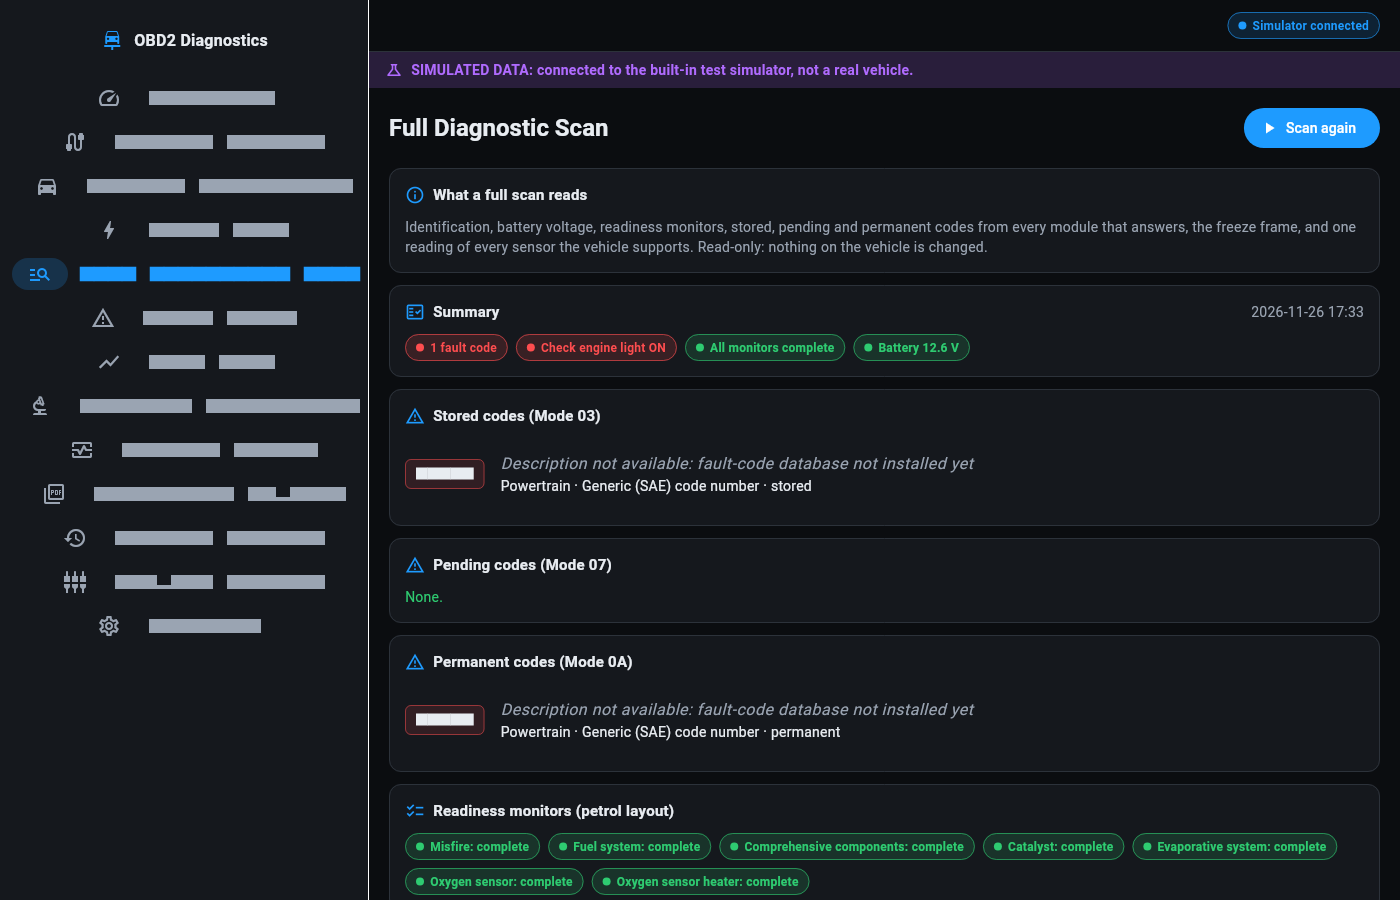 OBD2 Diagnostics
Simulator connected
SIMULATED DATA: connected to the built-in test simulator, not a real vehicle.
Full Diagnostic Scan
Scan again
What a full scan reads
Identification, battery voltage, readiness monitors, stored, pending and permanent codes from every module that answers, the freeze frame, and one
reading of every sensor the vehicle supports. Read-only: nothing on the vehicle is changed.
Summary
2026-11-26 17:33
1 fault code
Check engine light ON
All monitors complete
Battery 12.6 V
Stored codes (Mode 03)
Description not available: fault-code database not installed yet
Powertrain · Generic (SAE) code number · stored
Pending codes (Mode 07)
None.
Permanent codes (Mode 0A)
Description not available: fault-code database not installed yet
Powertrain · Generic (SAE) code number · permanent
Readiness monitors (petrol layout)
Misfire: complete
Fuel system: complete
Comprehensive components: complete
Catalyst: complete
Evaporative system: complete
Oxygen sensor: complete
Oxygen sensor heater: complete